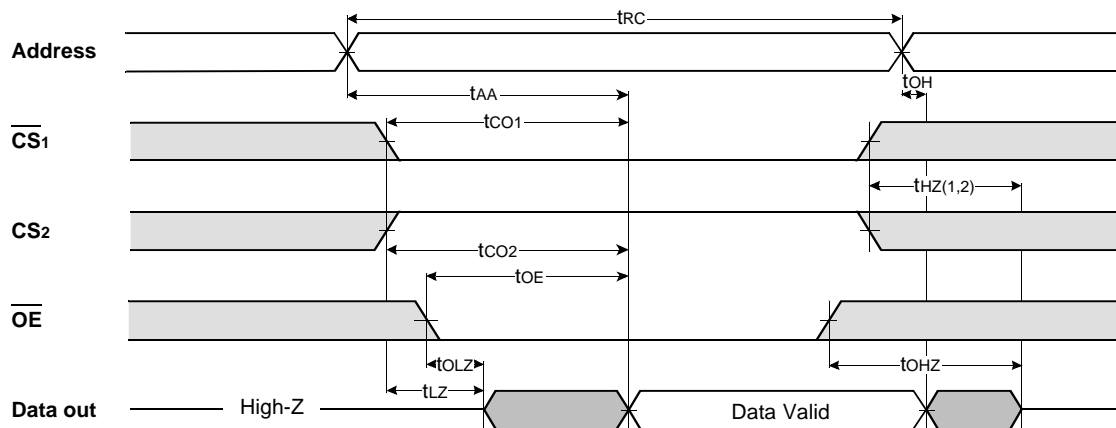 tRC
Address
tOH
tAA
CS1
tCO1
tHZ(1,2)
CS2
tCO2
tOE
OE
tOLZ
tOHZ
tLZ
Data out
High-Z
Data Valid